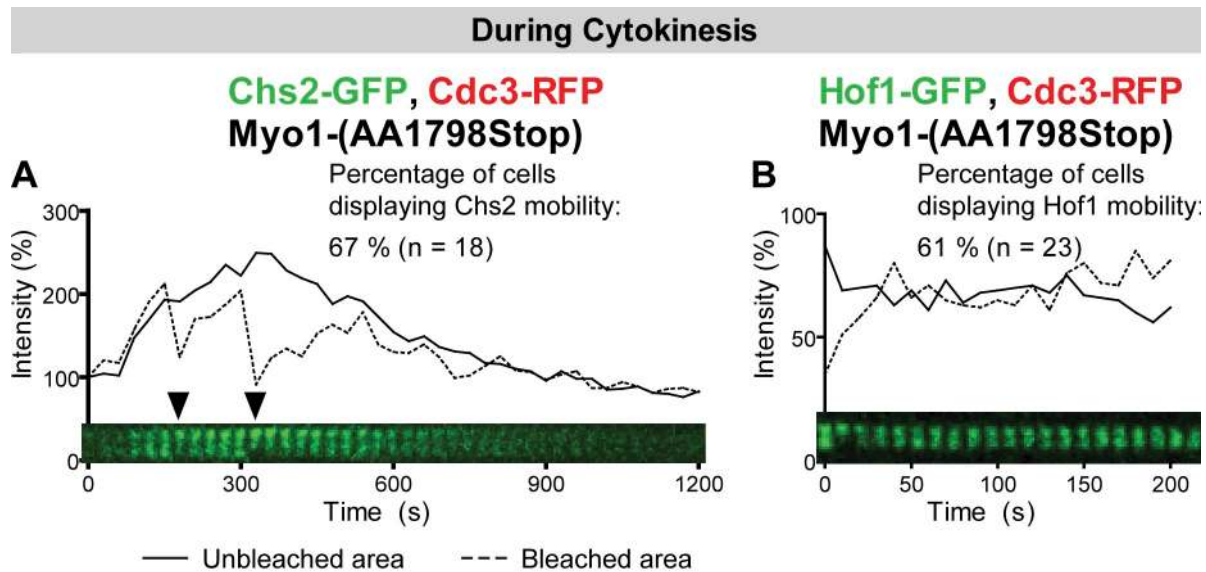 During Cytokinesis
Chs2-GFP, Cdc3-RFP
Myo1-(AA1798Stop)
A
Percentage of cells
displaying Chs2 mobility:
67 % (n = 18)
Intensity (%)
300
200
100
0
0 300 600 900 1200
Time (s)
Hof1-GFP, Cdc3-RFP
Myo1-(AA1798Stop)
B
Percentage of cells
displaying Hof1 mobility:
61 % (n = 23)
Intensity (%)
100
50
0
0 50 100 150 200
Time (s)
Unbleached area Bleached area